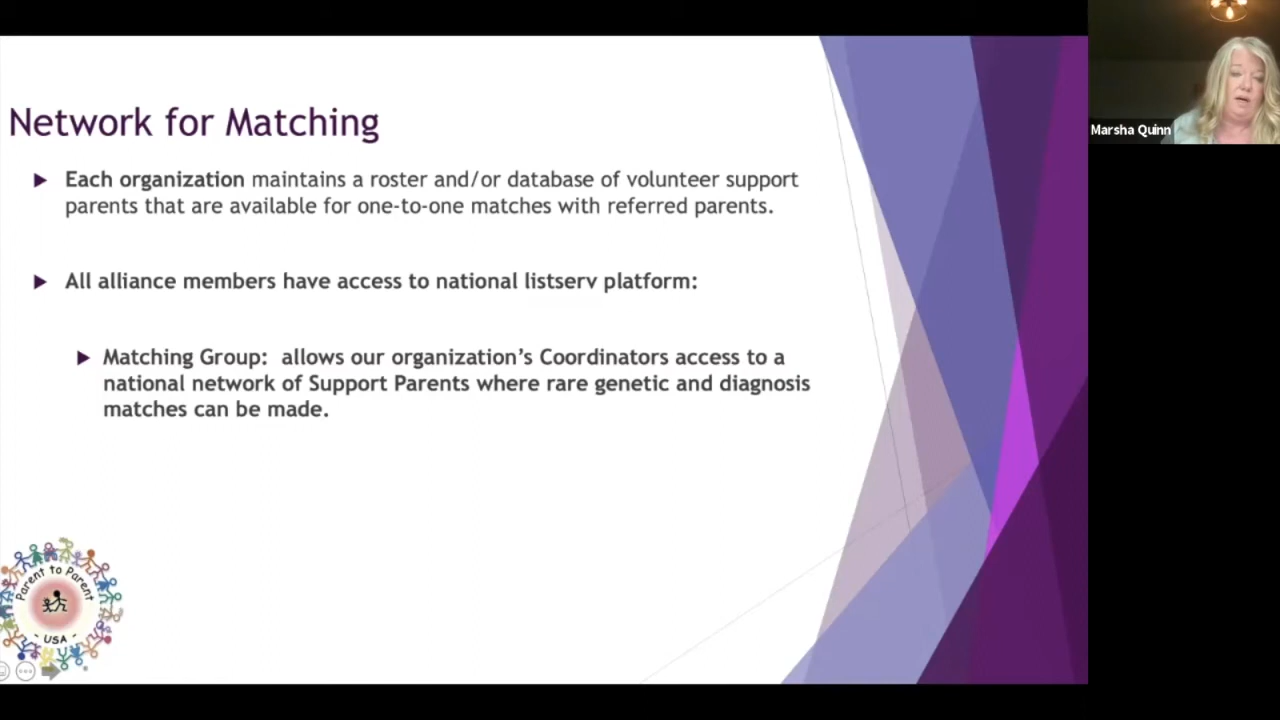 Network for Matching
Each organization maintains a roster and/or database of volunteer support
parents that are available for one-to-one matches with referred parents.
All alliance members have access to national listserv platform:
Matching Group:  allows our organization's Coordinators access to a
national network of Support Parents where rare genetic and diagnosis
matches can be made.
Parent to Parent
- USA -
Marsha Quinn